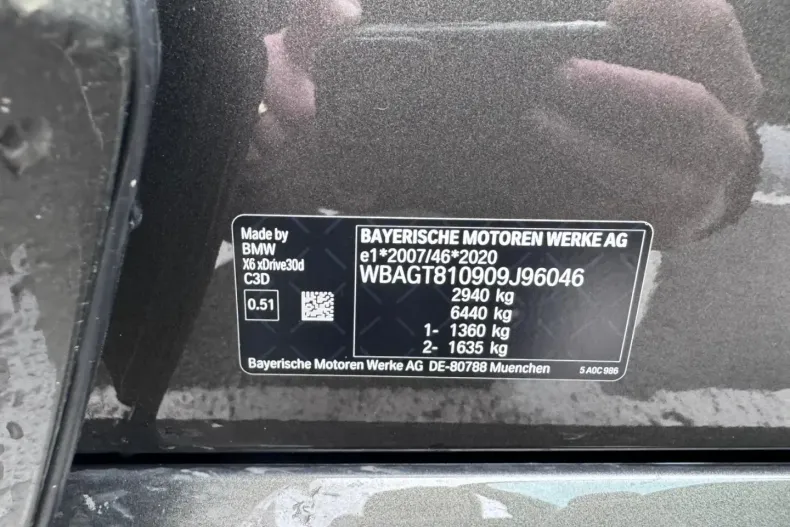 Made by
BMW
X6 xDrive30d
C3D
0.51
BAYERISCHE MOTOREN WERKE AG
e1*2007/46*2020
WBAGT810909J96046
2940 kg
6440 kg
1- 1360 kg
2- 1635 kg
Bayerische Motoren Werke AG DE-80788 Muenchen
5 A0C 986